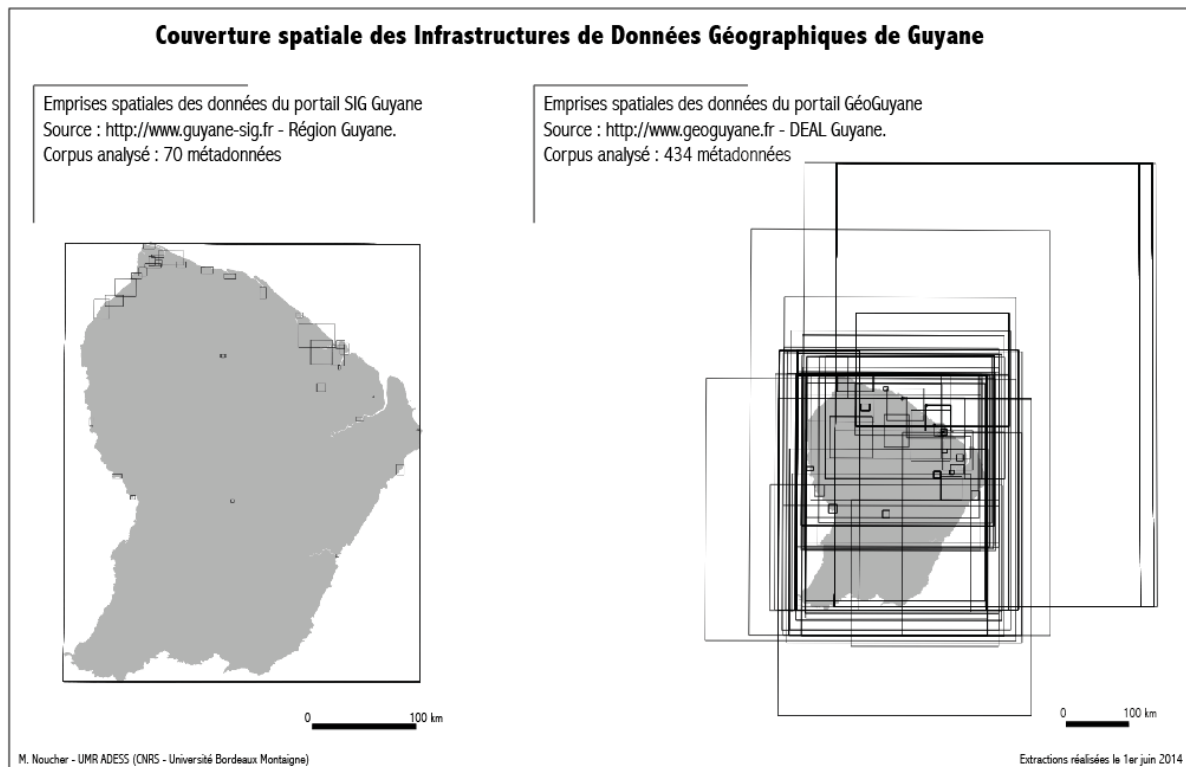 Couverture spatiale des Infrastructures de Données Géographiques de Guyane
Emprises spatiales des données du portail SIG Guyane
Source : http://www.guyane-sig.fr - Région Guyane.
Corpus analysé : 70 métadonnées
Emprises spatiales des données du portail GéoGuyane
Source : http://www.geoguyane.fr - DEAL Guyane.
Corpus analysé : 434 métadonnées
0 100 km
0 100 km
M. Noucher - UMR ADESS (CNRS - Université Bordeaux Montaigne)
Extractions réalisées le 1er juin 2014